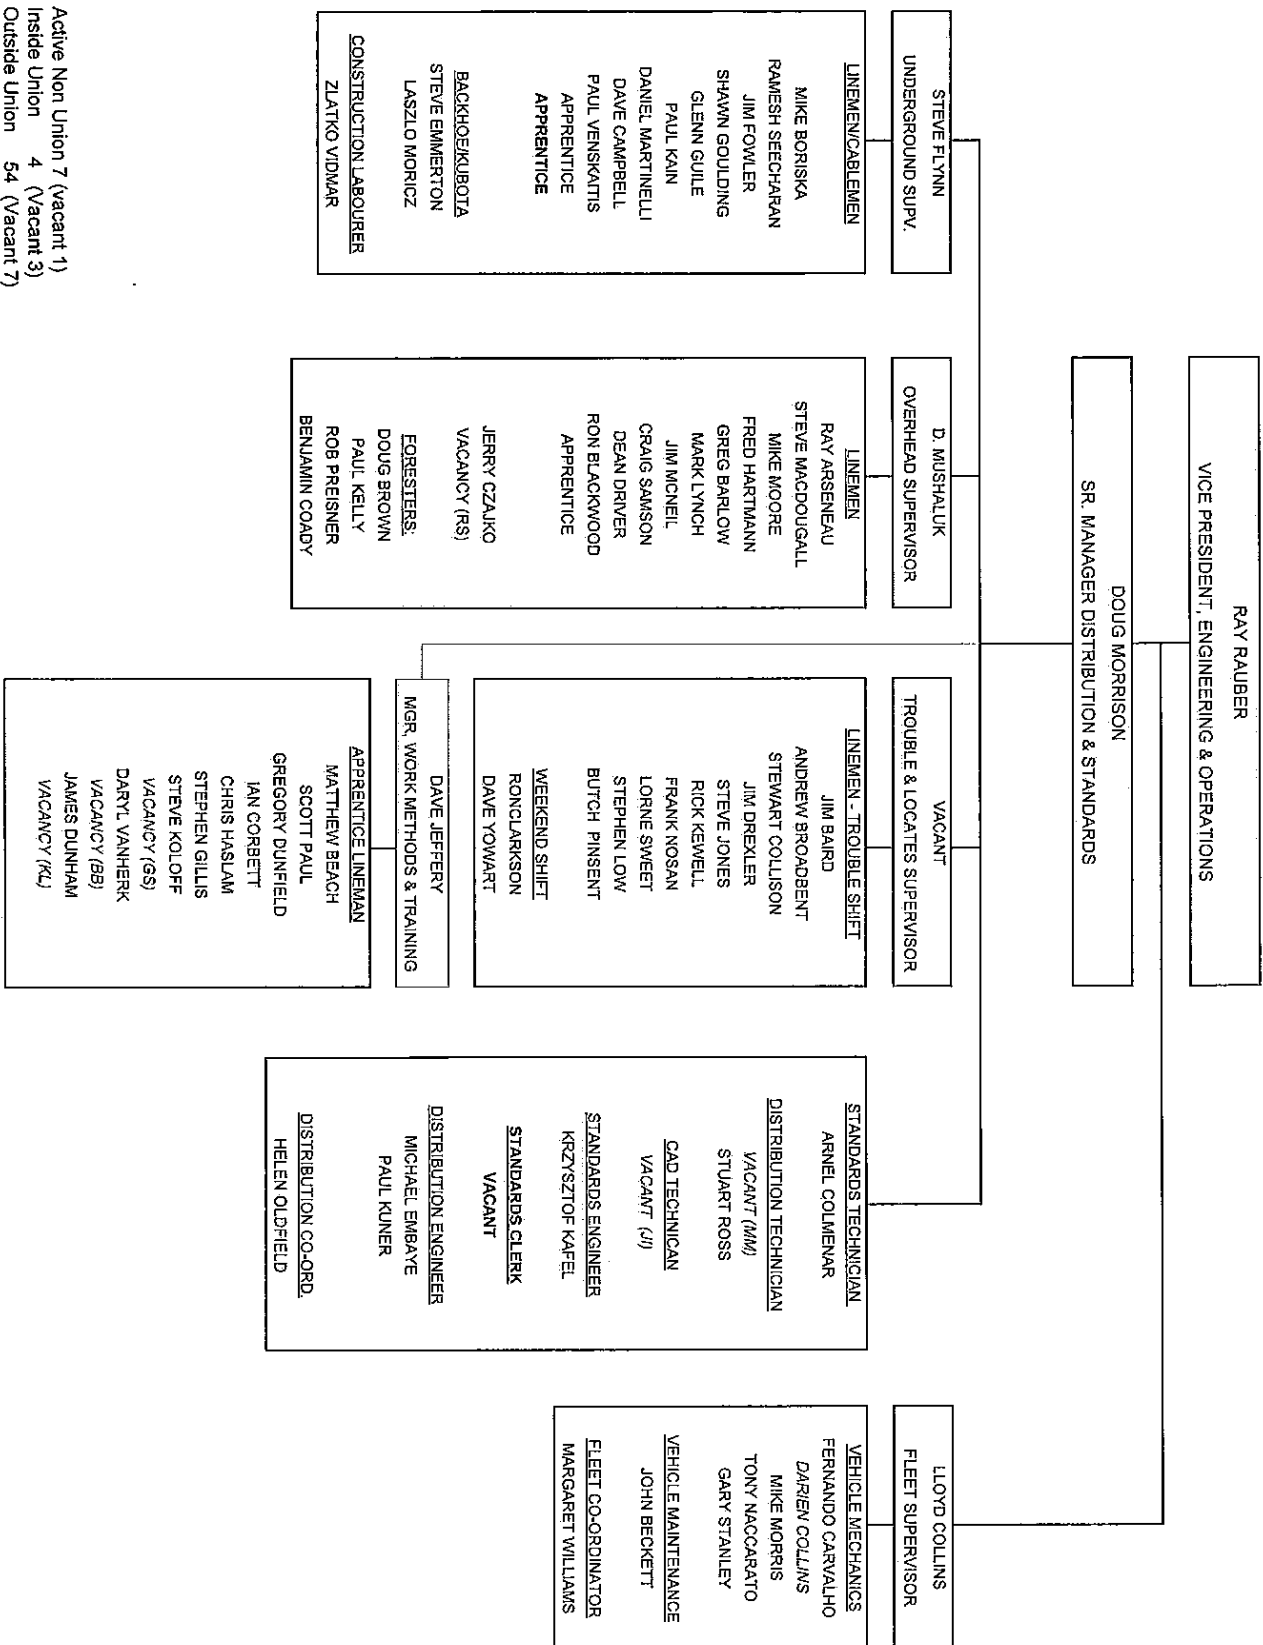 RAY RAUBER
VICE PRESIDENT, ENGINEERING & OPERATIONS
DOUG MORRISON
SR. MANAGER DISTRIBUTION & STANDARDS
STEVE FLYNN
UNDERGROUND SUPV.
LINEMEN/CABLEMEN
MIKE BORISKA
RAMESH SEECHARAN
JIM FOWLER
SHAWN GOULDING
GLENN GUILE
PAUL KAIN
DANIEL MARTINELLI
DAVE CAMPBELL
PAUL VENSKAITIS
APPRENTICE
APPRENTICE
BACKHOE/KUBOTA
STEVE EMMERTON
LASZLO MORICZ
CONSTRUCTION LABOURER
ZLATKO VIDMAR
D. MUSHALUK
OVERHEAD SUPERVISOR
LINEMEN
RAY ARSENEAU
STEVE MACDOUGALL
MIKE MOORE
FRED HARTMANN
GREG BARLOW
MARK LYNCH
JIM MCNEIL
CRAIG SAMSON
DEAN DRIVER
RON BLACKWOOD
APPRENTICE
JERRY CZAJKO
VACANCY (RS)
FORESTERS:
DOUG BROWN
PAUL KELLY
ROB PREISNER
BENJAMIN COADY
VACANT
TROUBLE & LOCATES SUPERVISOR
LINEMEN - TROUBLE SHIFT
JIM BAIRD
ANDREW BROADBENT
STEWART COLLISON
JIM DREXLER
STEVE JONES
RICK KEWELL
FRANK NOSAN
LORNE SWEET
STEPHEN LOW
BUTCH PINSENT
WEEKEND SHIFT
RONCLARKSON
DAVE YOWART
DAVE JEFFERY
MGR, WORK METHODS & TRAINING
APPRENTICE LINEMAN
MATTHEW BEACH
SCOTT PAUL
GREGORY DUNFIELD
IAN CORBETT
CHRIS HASLAM
STEPHEN GILLIS
STEVE KOLOFF
VACANCY (GS)
DARYL VANHERK
VACANCY (BB)
JAMES DUNHAM
VACANCY (KL)
STANDARDS TECHNICIAN
ARNEL COLMENAR
DISTRIBUTION TECHNICIAN
VACANT (MM)
STUART ROSS
CAD TECHNICAN
VACANT (JI)
STANDARDS ENGINEER
KRZYSZTOF KAFEL
STANDARDS CLERK
VACANT
DISTRIBUTION ENGINEER
MICHAEL EMBAYE
PAUL KUNER
DISTRIBUTION CO-ORD.
HELEN OLDFIELD
LLOYD COLLINS
FLEET SUPERVISOR
VEHICLE MECHANICS
FERNANDO CARVALHO
DARIEN COLLINS
MIKE MORRIS
TONY NACCARATO
GARY STANLEY
VEHICLE MAINTENANCE
JOHN BECKETT
FLEET CO-ORDINATOR
MARGARET WILLIAMS
Active Non Union 7 (vacant 1)
Inside Union 4 (Vacant 3)
Outside Union 54 (Vacant 7)